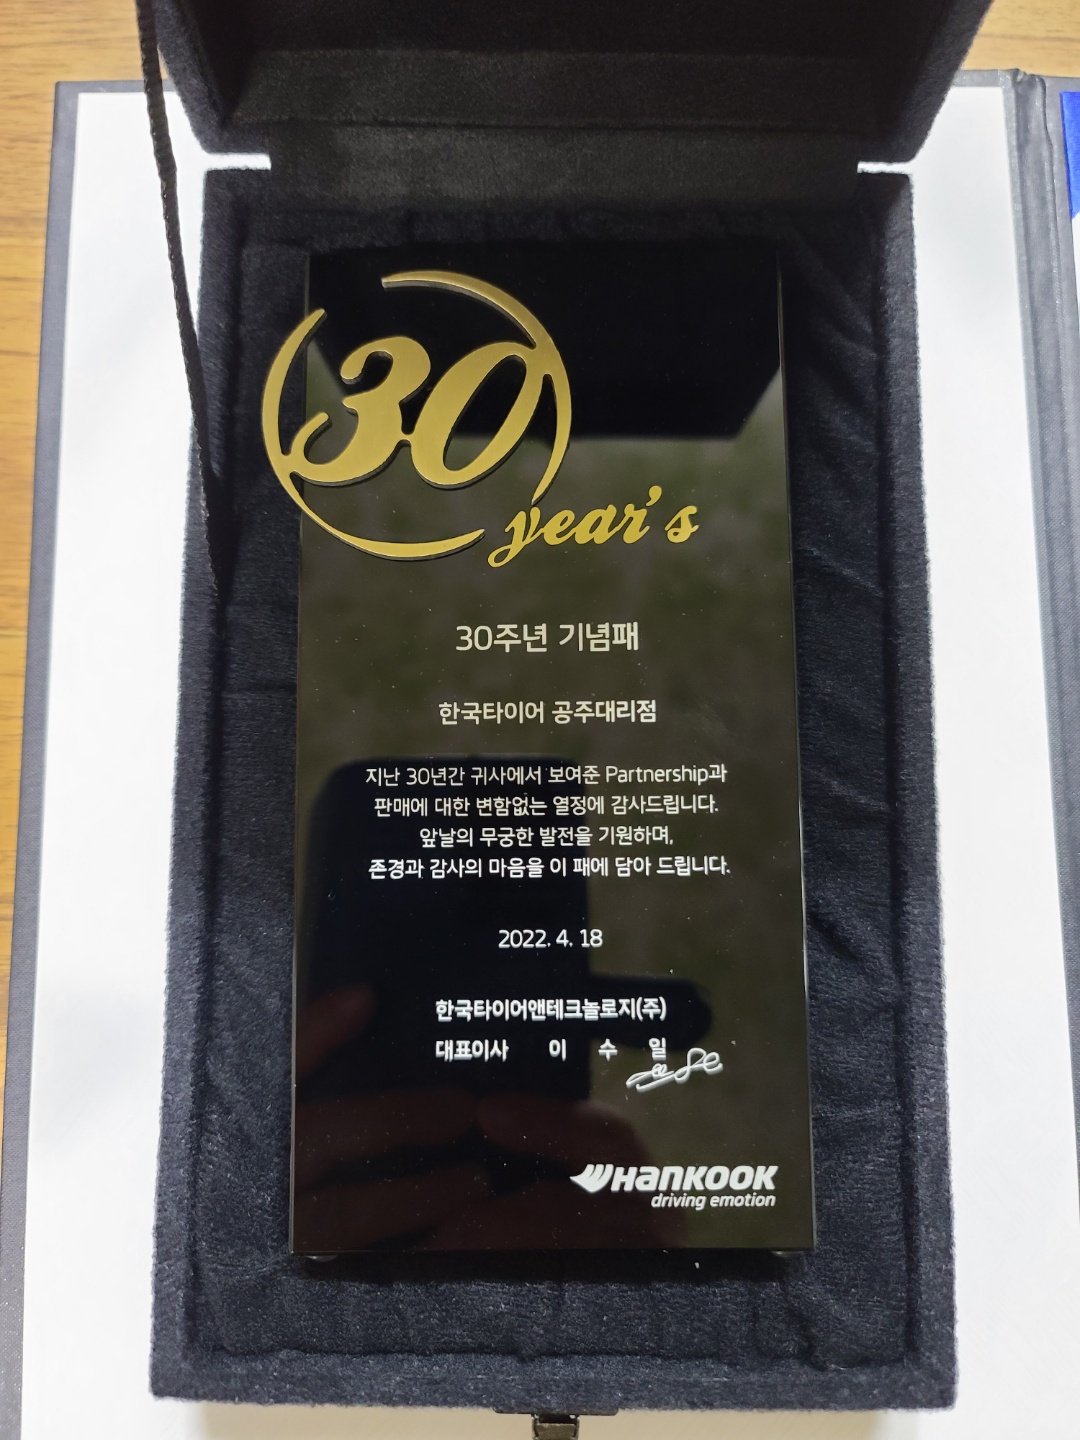 30
year's
30주년 기념패
한국타이어 공주대리점
지난 30년간 귀사에서 보여준 Partnership과
판매에 대한 변함없는 열정에 감사드립니다.
앞날의 무궁한 발전을 기원하며,
존경과 감사의 마음을 이 패에 담아 드립니다.
2022. 4. 18
한국타이어앤테크놀로지(주)
대표이사 이 수 일
HANKOOK
driving emotion